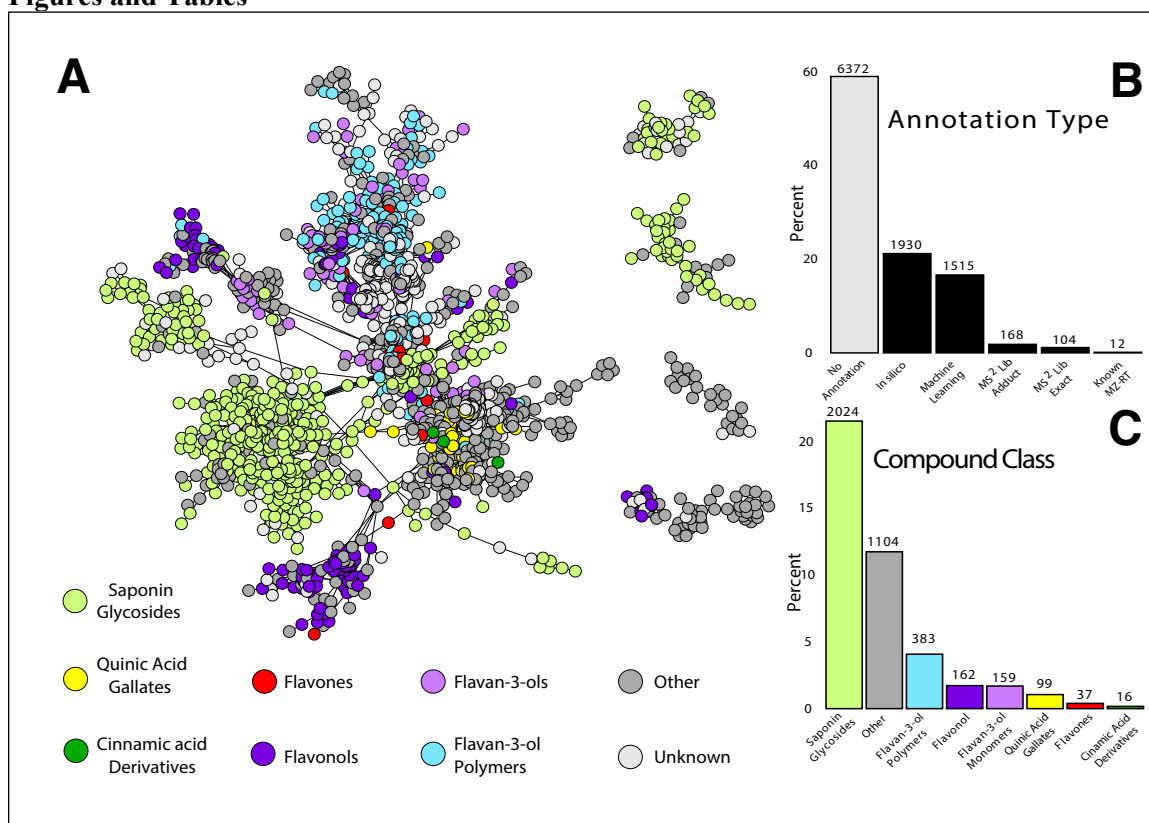 Figures and Tables
A
Saponin
Glycosides
Quinic Acid
Gallates
Flavones
Flavan-3-ols
Other
Cinnamic acid
Derivatives
Flavonols
Flavan-3-ol
Polymers
Unknown
B
Annotation Type
Percent
60
40
20
0
6372
1930
1515
168
104
12
No
Annotation
In silico
Machine
Learning
MS 2 Lib
Adduct
MS 2 Lib
Exact
Known
MZ-RT
C
Compound Class
Percent
20
15
10
5
0
2024
1104
383
162
159
99
37
16
Saponin
Glycosides
Other
Flavan-3-ol
Polymers
Flavonol
Flavan-3-ol
Monomers
Quinic Acid
Gallates
Flavones
Cinamic Acid
Derivatives